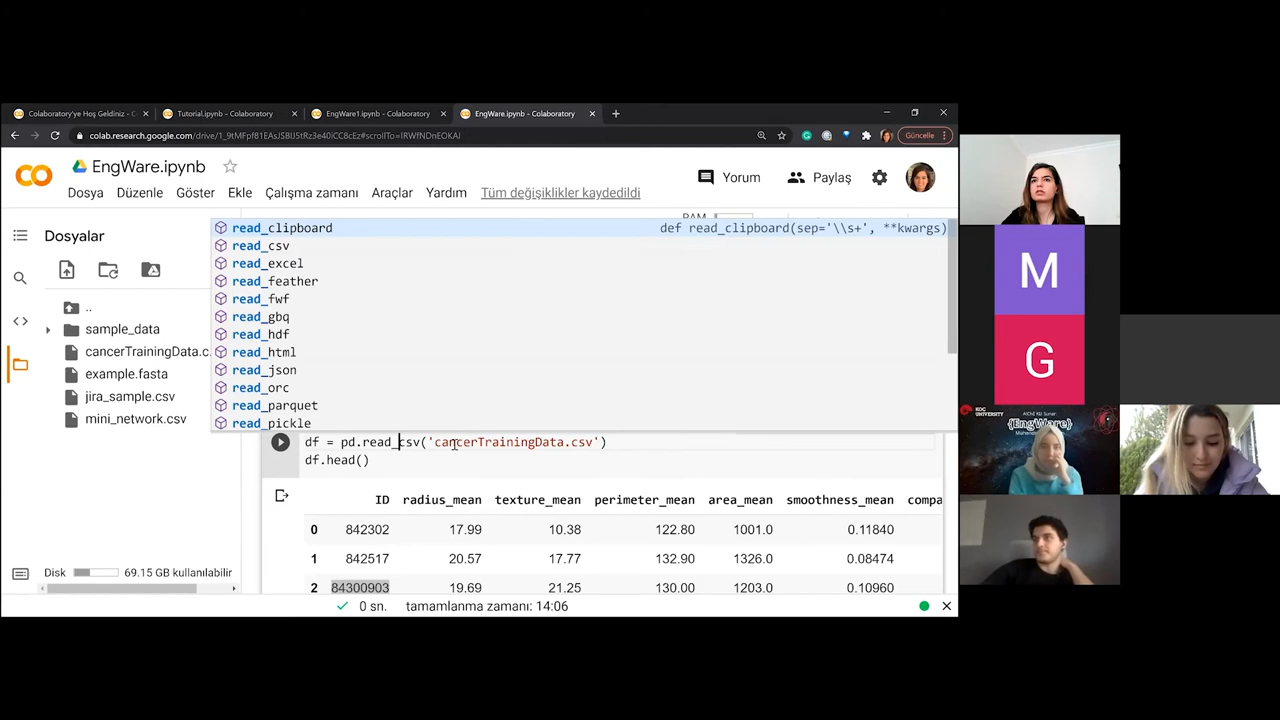 Colaboratory'ye Hoş Geldiniz - C
Tutorial.ipynb - Colaboratory
EngWare1.ipynb - Colaboratory
EngWare.ipynb - Colaboratory
colab.research.google.com/drive/1_9tMFpf81EAsJSBIJ5tRz3e40iCC8cEz#scrollTo=IRWfNDnEOKAI
Güncelle
EngWare.ipynb
Dosya Düzenle Göster Ekle Çalışma zamanı Araçlar Yardım Tüm değişiklikler kaydedildi
Yorum
Paylaş
RAM
Dosyalar
..
sample_data
cancerTrainingData.c
example.fasta
jira_sample.csv
mini_network.csv
Disk 69.15 GB kullanılabilir
read_clipboard def read_clipboard(sep='\\s+', **kwargs)
read_csv
read_excel
read_feather
read_fwf
read_gbq
read_hdf
read_html
read_json
read_orc
read_parquet
read_pickle
df = pd.read_csv('cancerTrainingData.csv')
df.head()
ID radius_mean texture_mean perimeter_mean area_mean smoothness_mean compa
0 842302 17.99 10.38 122.80 1001.0 0.11840
1 842517 20.57 17.77 132.90 1326.0 0.08474
2 84300903 19.69 21.25 130.00 1203.0 0.10960
0 sn. tamamlanma zamanı: 14:06
M
G
KOÇ
UNIVERSITY
{EngWare}